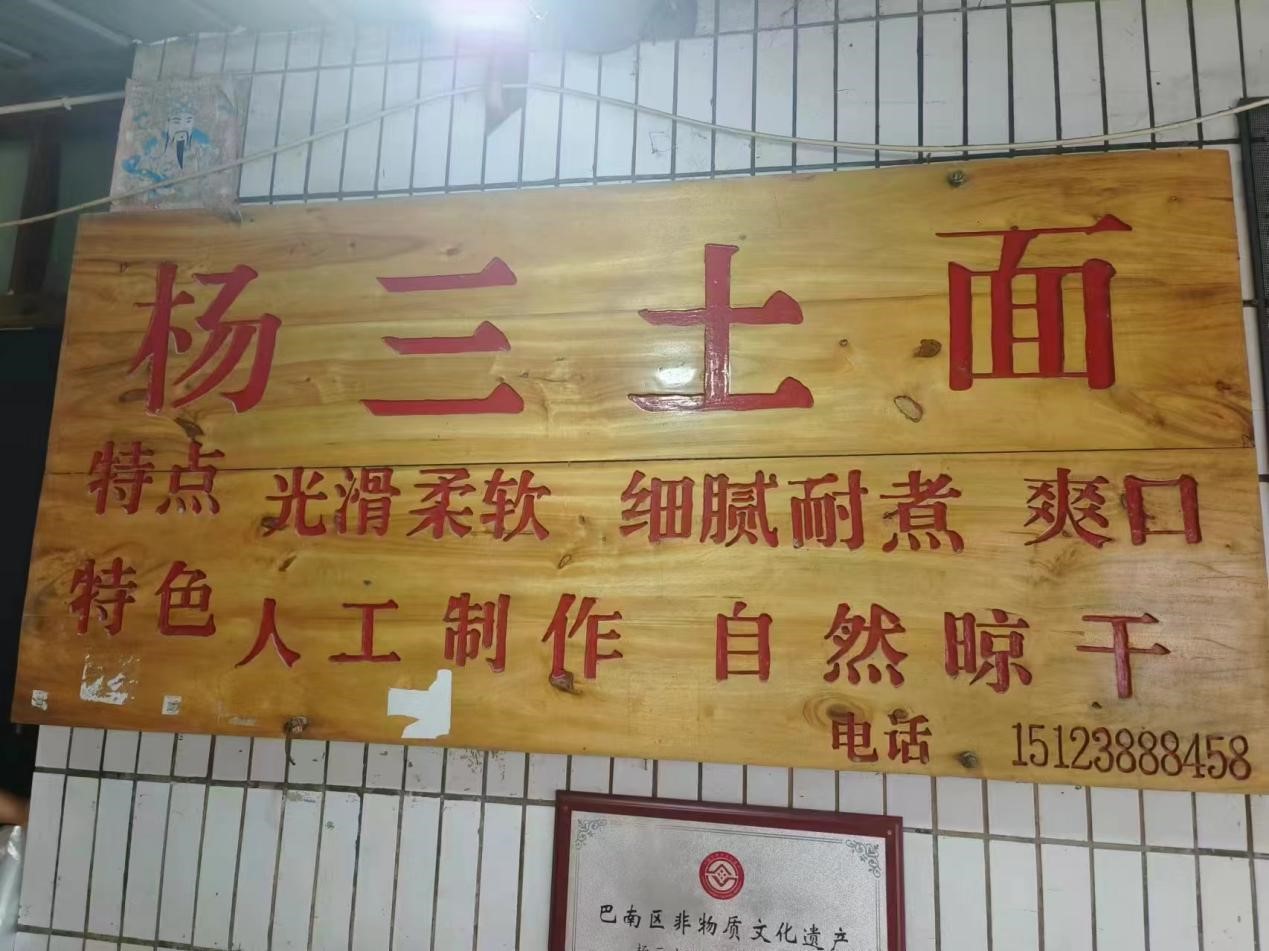 杨三土面
特点 光滑柔软 细腻耐煮 爽口
特色 人工制作 自然晾干
电话 15123888458
巴南区非物质文化遗产